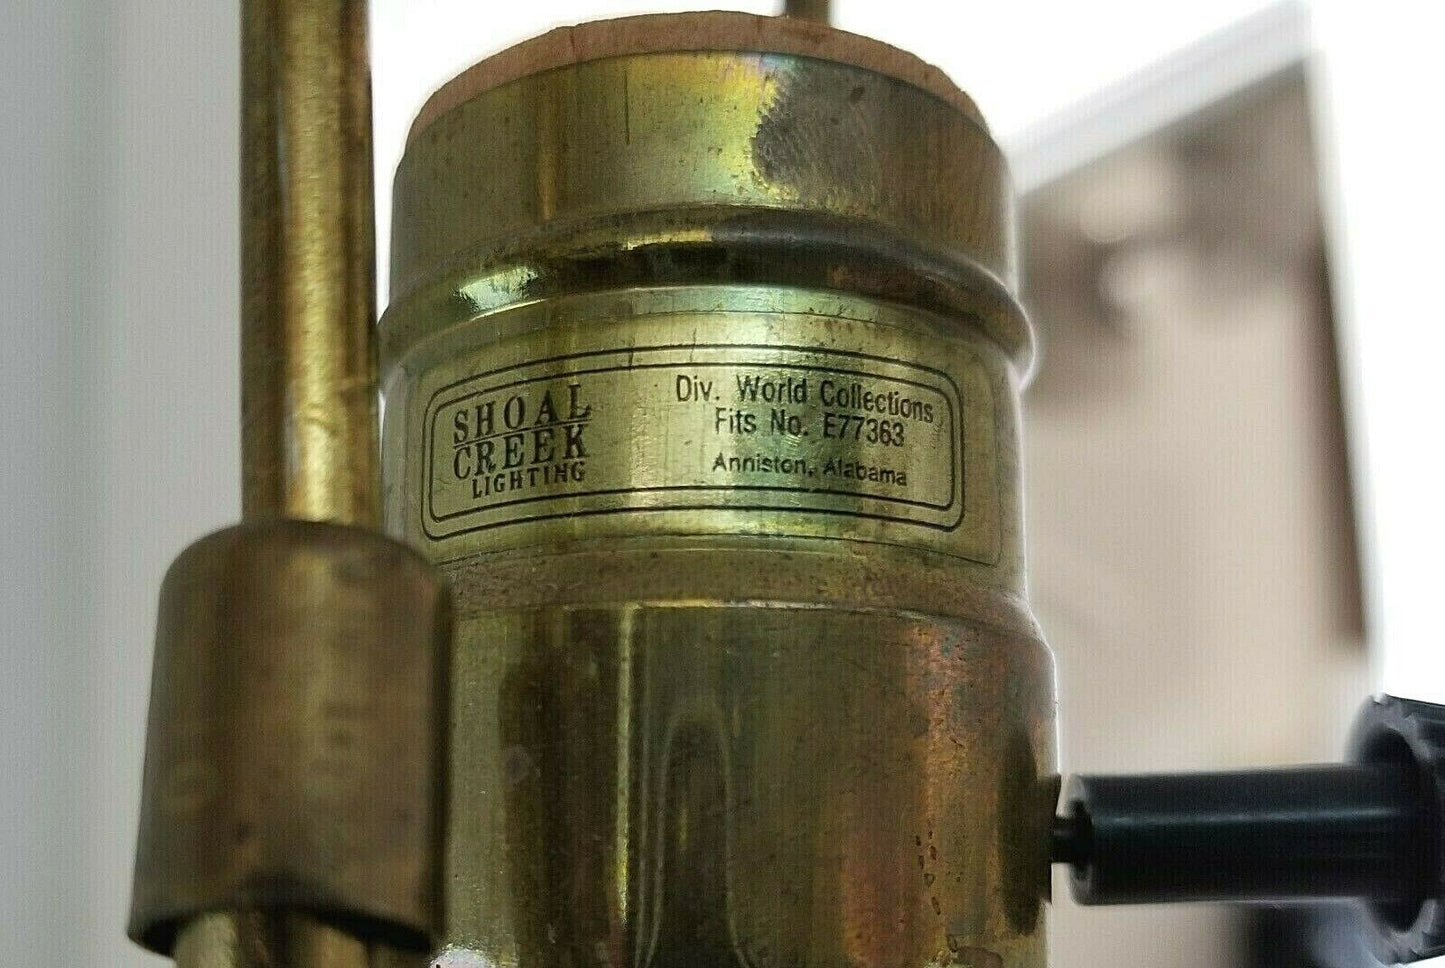 SHOAL
CREEK
LIGHTING
Div. World Collections
Fits No. E77363
Anniston, Alabama